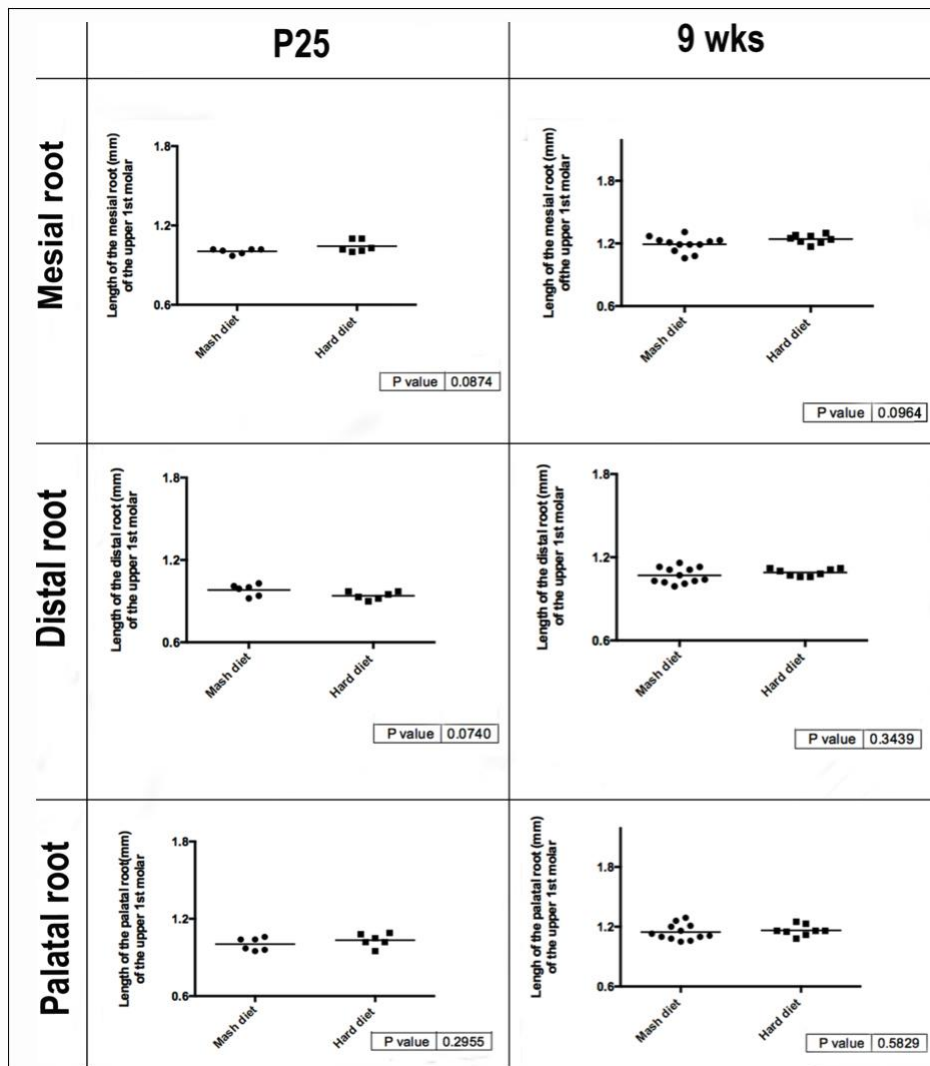 P25
9 wks
Mesial root
Length of the mesial root (mm)
of the upper 1st molar
1.8
1.2
0.6
Mash diet
Hard diet
P value 0.0874
Lengh of the mesial root (mm)
ofthe upper 1st molar
1.8
1.2
0.6
Mash diet
Hard diet
P value 0.0964
Distal root
Length of the distal root (mm)
of the upper 1st molar
1.8
1.2
0.6
Mash diet
Hard diet
P value 0.0740
Length of the distal root (mm)
of the upper 1st molar
1.8
1.2
0.6
Mash diet
Hard diet
P value 0.3439
Palatal root
Length of the palatal root(mm)
of the upper 1st molar
1.8
1.2
0.6
Mash diet
Hard diet
P value 0.2955
Lengh of the palatal root (mm)
of the upper 1st molar
1.8
1.2
0.6
Mash diet
Hard diet
P value 0.5829